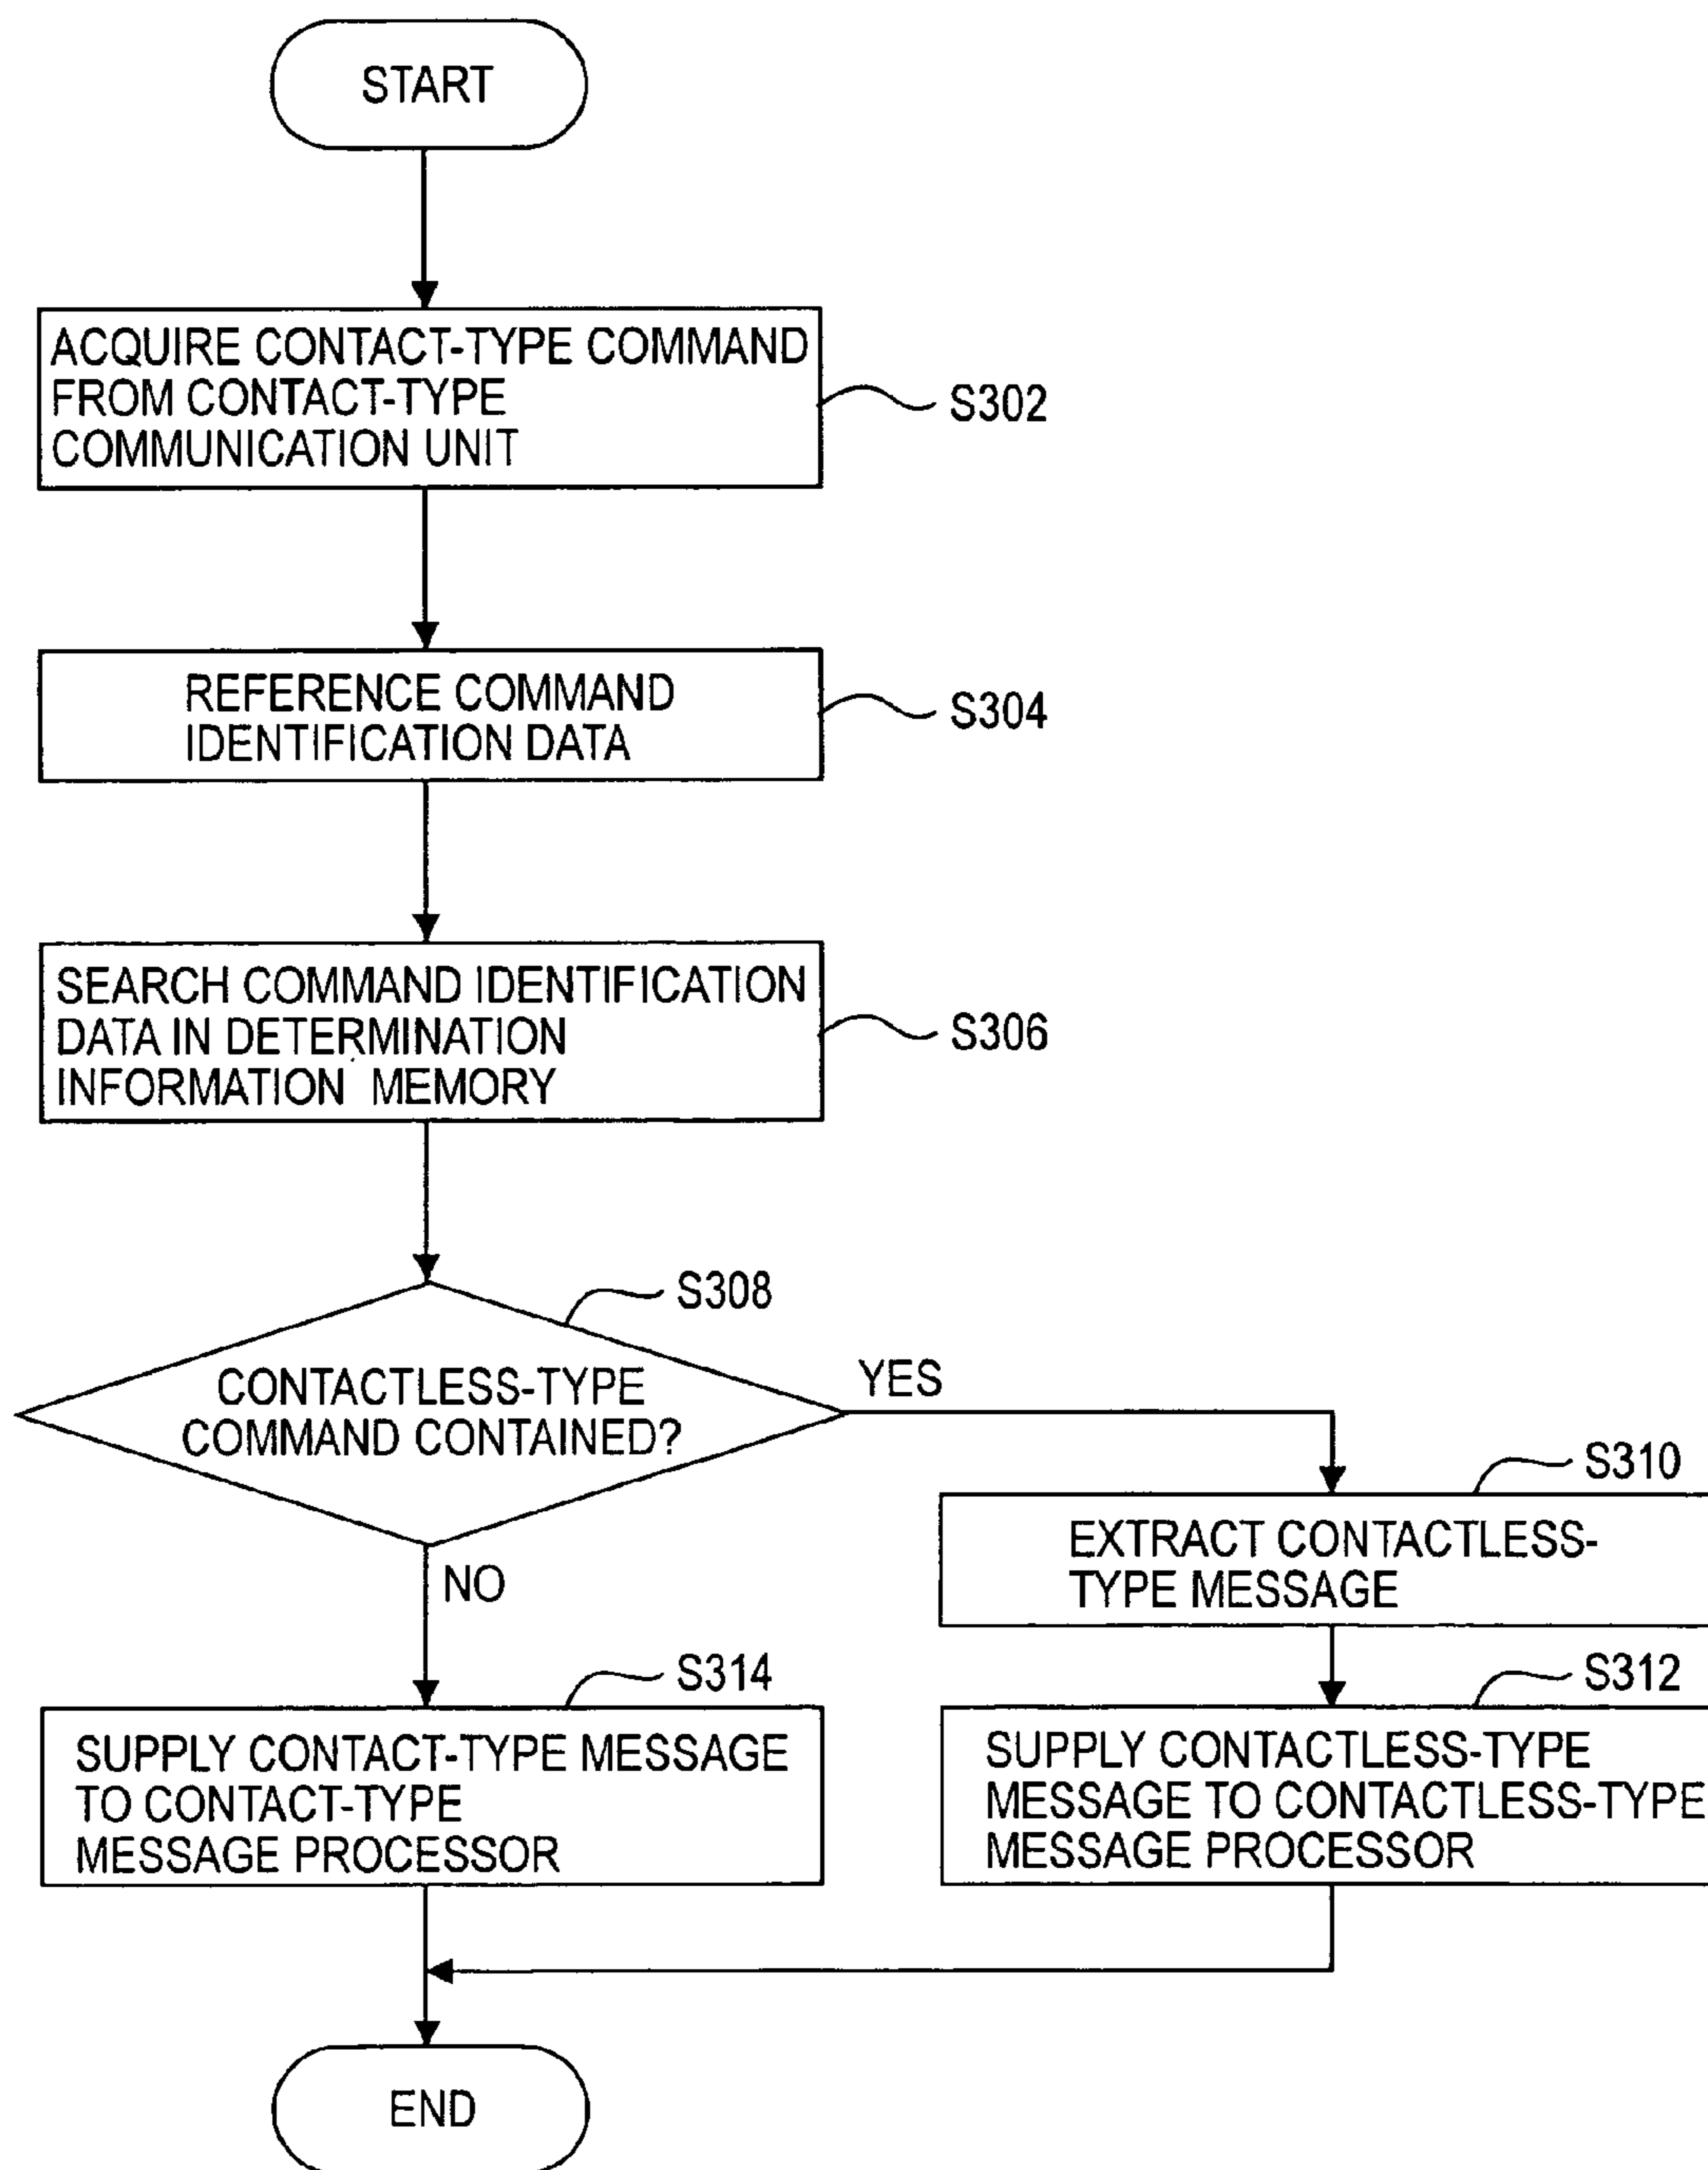 START
ACQUIRE CONTACT-TYPE COMMAND
FROM CONTACT-TYPE
COMMUNICATION UNIT
S302
REFERENCE COMMAND
IDENTIFICATION DATA
S304
SEARCH COMMAND IDENTIFICATION
DATA IN DETERMINATION
INFORMATION MEMORY
S306
S308
CONTACTLESS-TYPE
COMMAND CONTAINED?
YES
NO
S310
EXTRACT CONTACTLESS-
TYPE MESSAGE
S314
SUPPLY CONTACT-TYPE MESSAGE
TO CONTACT-TYPE
MESSAGE PROCESSOR
S312
SUPPLY CONTACTLESS-TYPE
MESSAGE TO CONTACTLESS-TYPE
MESSAGE PROCESSOR
END